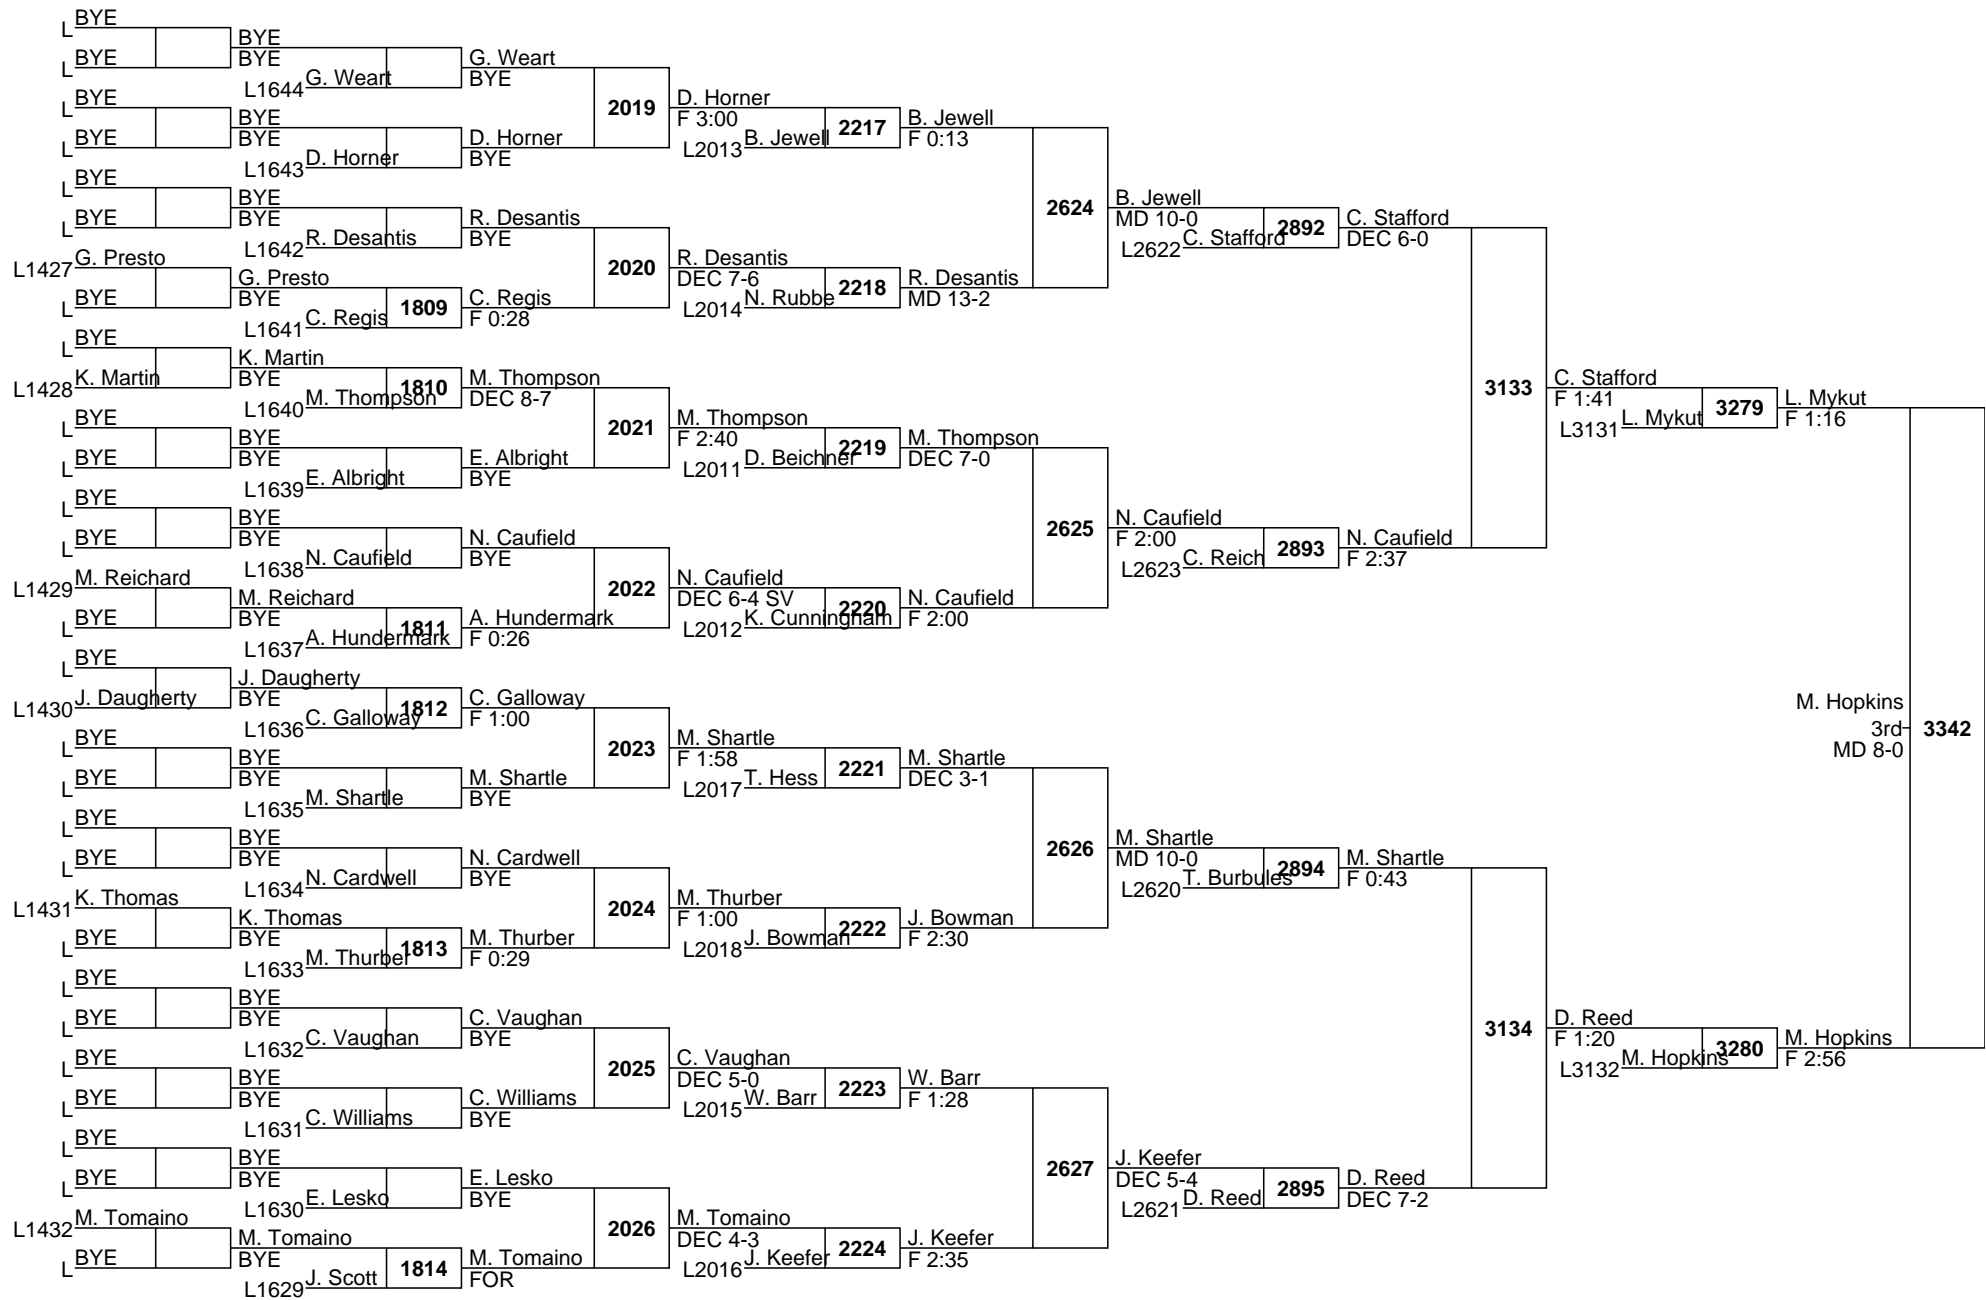 BYE
L
BYE
L
BYE
BYE
L1644 G. Weart
G. Weart
BYE
BYE
L
BYE
L
BYE
BYE
L1643 D. Horner
D. Horner
BYE
2019
D. Horner
F 3:00
L2013 B. Jewell
2217
B. Jewell
F 0:13
BYE
L
BYE
L
BYE
BYE
L1642 R. Desantis
R. Desantis
BYE
L1427 G. Presto
BYE
L
G. Presto
BYE
L1641 C. Regis
1809
C. Regis
F 0:28
2020
R. Desantis
DEC 7-6
L2014 N. Rubbe
2218
R. Desantis
MD 13-2
2624
B. Jewell
MD 10-0
L2622 C. Stafford
2892
C. Stafford
DEC 6-0
BYE
L
L1428 K. Martin
K. Martin
BYE
L1640 M. Thompson
1810
M. Thompson
DEC 8-7
BYE
L
BYE
L
BYE
BYE
L1639 E. Albright
E. Albright
BYE
2021
M. Thompson
F 2:40
L2011 D. Beichner
2219
M. Thompson
DEC 7-0
BYE
L
BYE
L
BYE
BYE
L1638 N. Caufield
N. Caufield
BYE
L1429 M. Reichard
BYE
L
M. Reichard
BYE
L1637 A. Hundermark
1811
A. Hundermark
F 0:26
2022
N. Caufield
DEC 6-4 SV
L2012 K. Cunningham
2220
N. Caufield
F 2:00
2625
N. Caufield
F 2:00
L2623 C. Reich
2893
N. Caufield
F 2:37
3133
C. Stafford
F 1:41
L3131 L. Mykut
3279
L. Mykut
F 1:16
BYE
L
L1430 J. Daugherty
J. Daugherty
BYE
L1636 C. Galloway
1812
C. Galloway
F 1:00
BYE
L
BYE
L
BYE
BYE
L1635 M. Shartle
M. Shartle
BYE
2023
M. Shartle
F 1:58
L2017 T. Hess
2221
M. Shartle
DEC 3-1
BYE
L
BYE
L
BYE
BYE
L1634 N. Cardwell
N. Cardwell
BYE
L1431 K. Thomas
BYE
L
K. Thomas
BYE
L1633 M. Thurber
1813
M. Thurber
F 0:29
2024
M. Thurber
F 1:00
L2018 J. Bowman
2222
J. Bowman
F 2:30
2626
M. Shartle
MD 10-0
L2620 T. Burbules
2894
M. Shartle
F 0:43
BYE
L
BYE
L
BYE
BYE
L1632 C. Vaughan
C. Vaughan
BYE
BYE
L
BYE
L
BYE
BYE
L1631 C. Williams
C. Williams
BYE
2025
C. Vaughan
DEC 5-0
L2015 W. Barr
2223
W. Barr
F 1:28
BYE
L
BYE
L
BYE
BYE
L1630 E. Lesko
E. Lesko
BYE
L1432 M. Tomaino
BYE
L
M. Tomaino
BYE
L1629 J. Scott
1814
M. Tomaino
FOR
2026
M. Tomaino
DEC 4-3
L2016 J. Keefer
2224
J. Keefer
F 2:35
2627
J. Keefer
DEC 5-4
L2621 D. Reed
2895
D. Reed
DEC 7-2
3134
D. Reed
F 1:20
L3132 M. Hopkins
3280
M. Hopkins
F 2:56
M. Hopkins
3rd
MD 8-0
3342